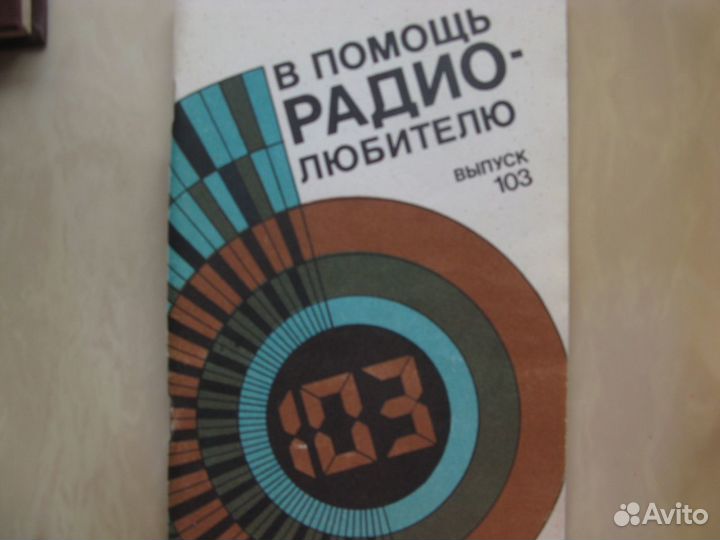 В ПОМОЩЬ
РАДИО-
ЛЮБИТЕЛЮ
ВЫПУСК
103
103
Avito